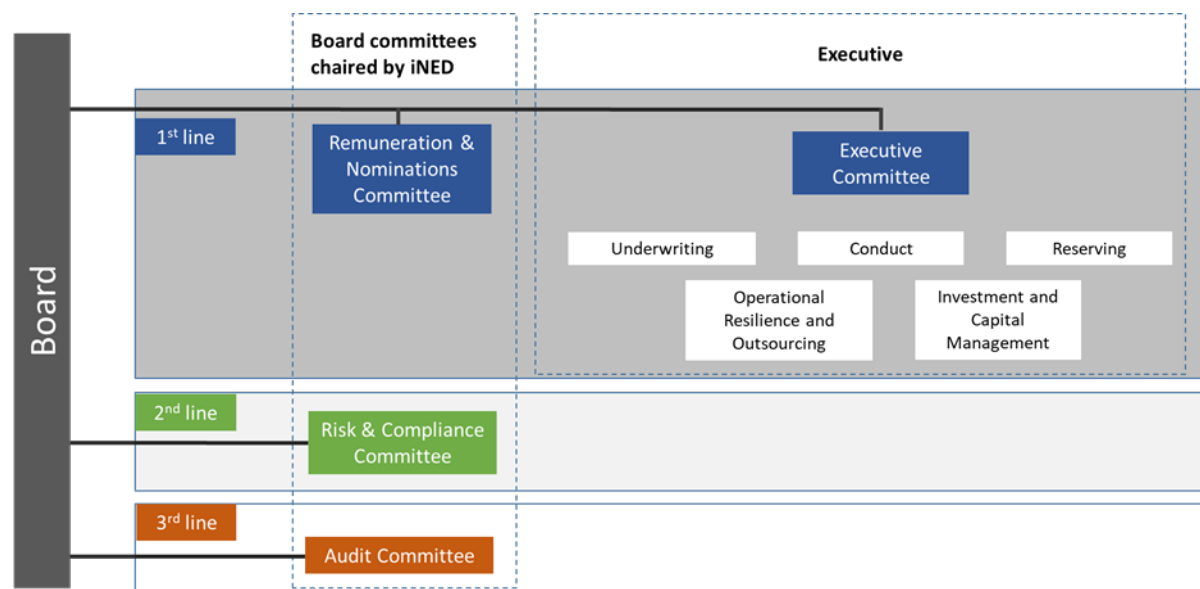 Board
Board committees
chaired by iNED
Executive
1st line
Remuneration &
Nominations
Committee
Executive
Committee
Underwriting
Conduct
Reserving
Operational
Resilience and
Outsourcing
Investment and
Capital
Management
2nd line
Risk & Compliance
Committee
3rd line
Audit Committee